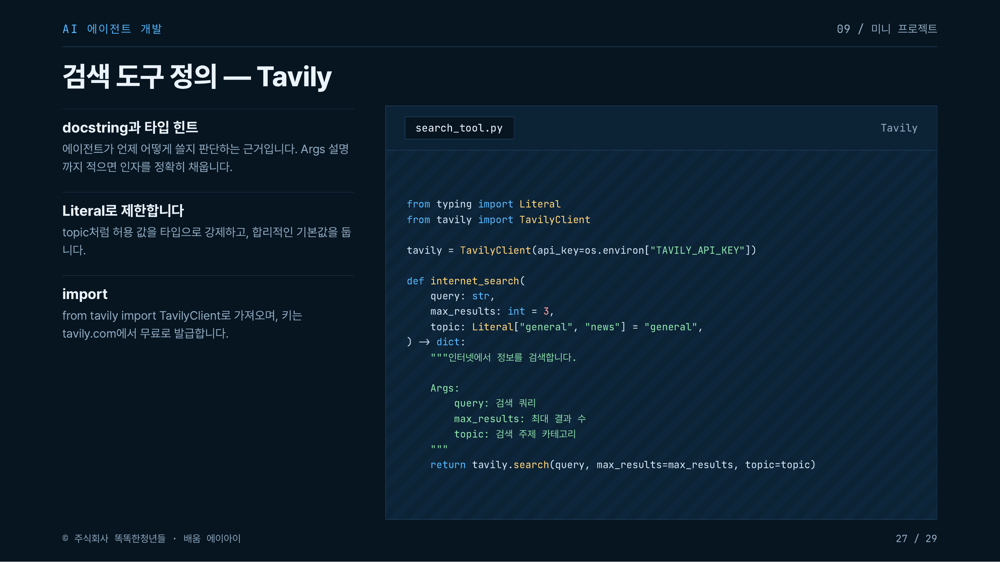 AI 에이전트 개발
09 / 미니 프로젝트
검색 도구 정의 — Tavily
docstring과 타입 힌트
에이전트가 언제 어떻게 쓸지 판단하는 근거입니다. Args 설명
까지 적으면 인자를 정확히 채웁니다.
Literal로 제한합니다
topic처럼 허용 값을 타입으로 강제하고, 합리적인 기본값을 둡
니다.
import
from tavily import TavilyClient로 가져오며, 키는
tavily.com에서 무료로 발급합니다.
search_tool.py
Tavily
from typing import Literal
from tavily import TavilyClient
tavily = TavilyClient(api_key=os.environ["TAVILY_API_KEY"])
def internet_search(
    query: str,
    max_results: int = 3,
    topic: Literal["general", "news"] = "general",
) -> dict:
    """인터넷에서 정보를 검색합니다.
    Args:
        query: 검색 쿼리
        max_results: 최대 결과 수
        topic: 검색 주제 카테고리
    """
    return tavily.search(query, max_results=max_results, topic=topic)
© 주식회사 똑똑한청년들 · 배움 에이아이
27 / 29